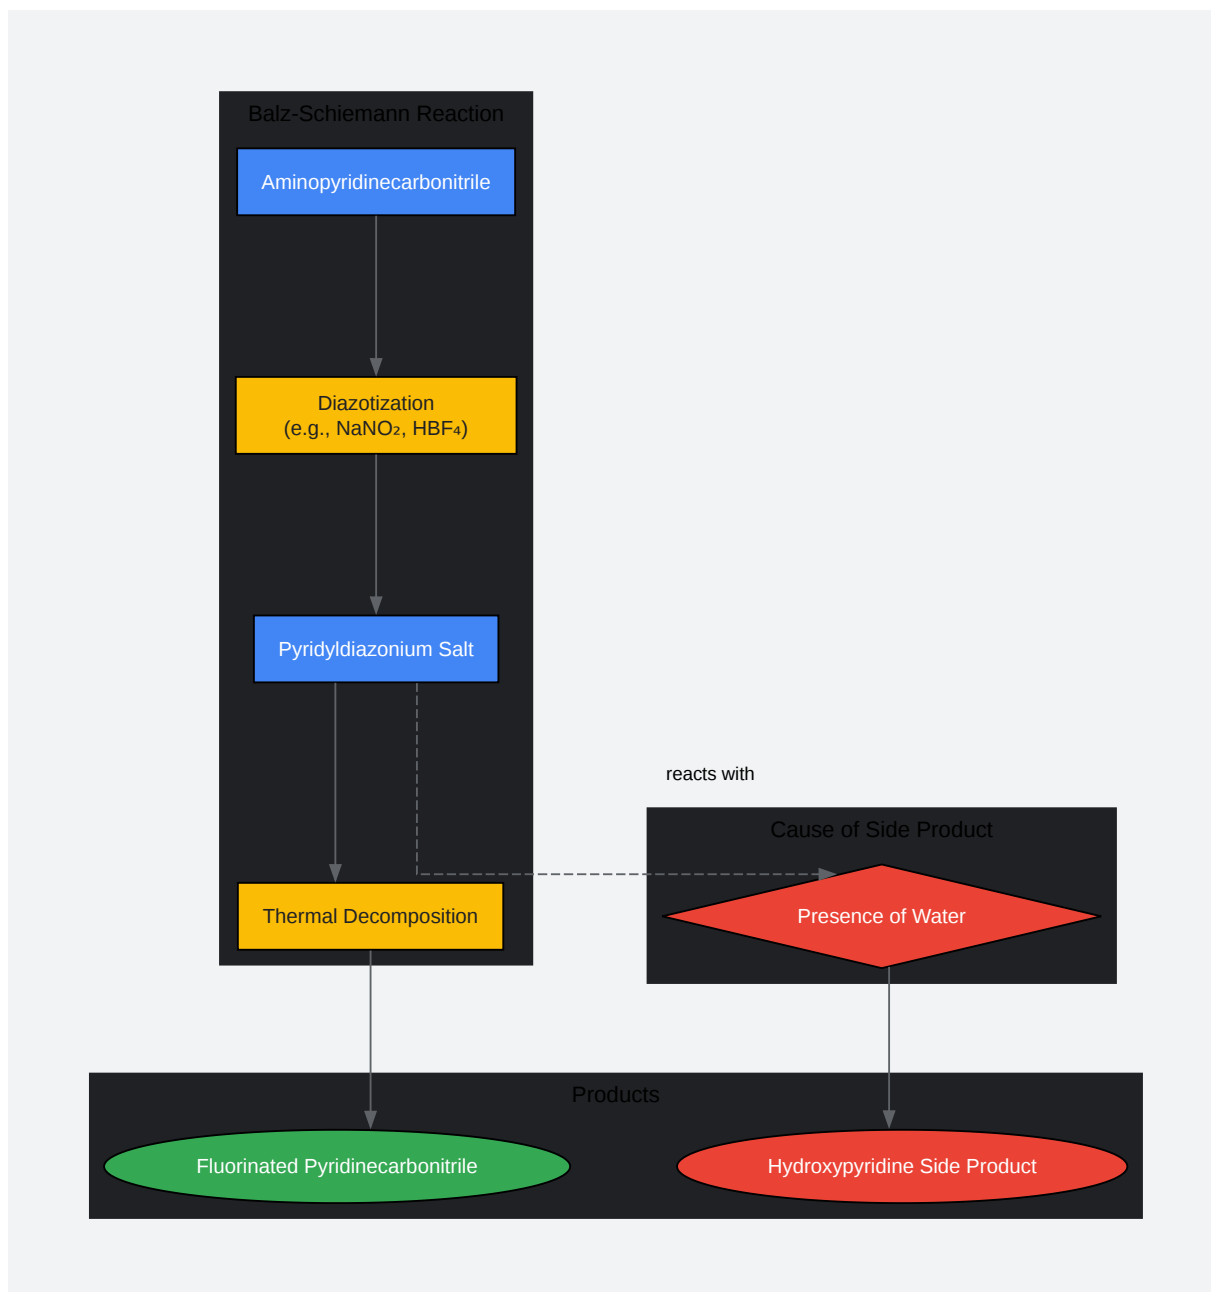 Balz-Schiemann Reaction
Aminopyridinecarbonitrile
Diazotization
(e.g., NaNO₂, HBF₄)
Pyridyldiazonium Salt
reacts with
Cause of Side Product
Thermal Decomposition
Presence of Water
Products
Fluorinated Pyridinecarbonitrile
Hydroxypyridine Side Product